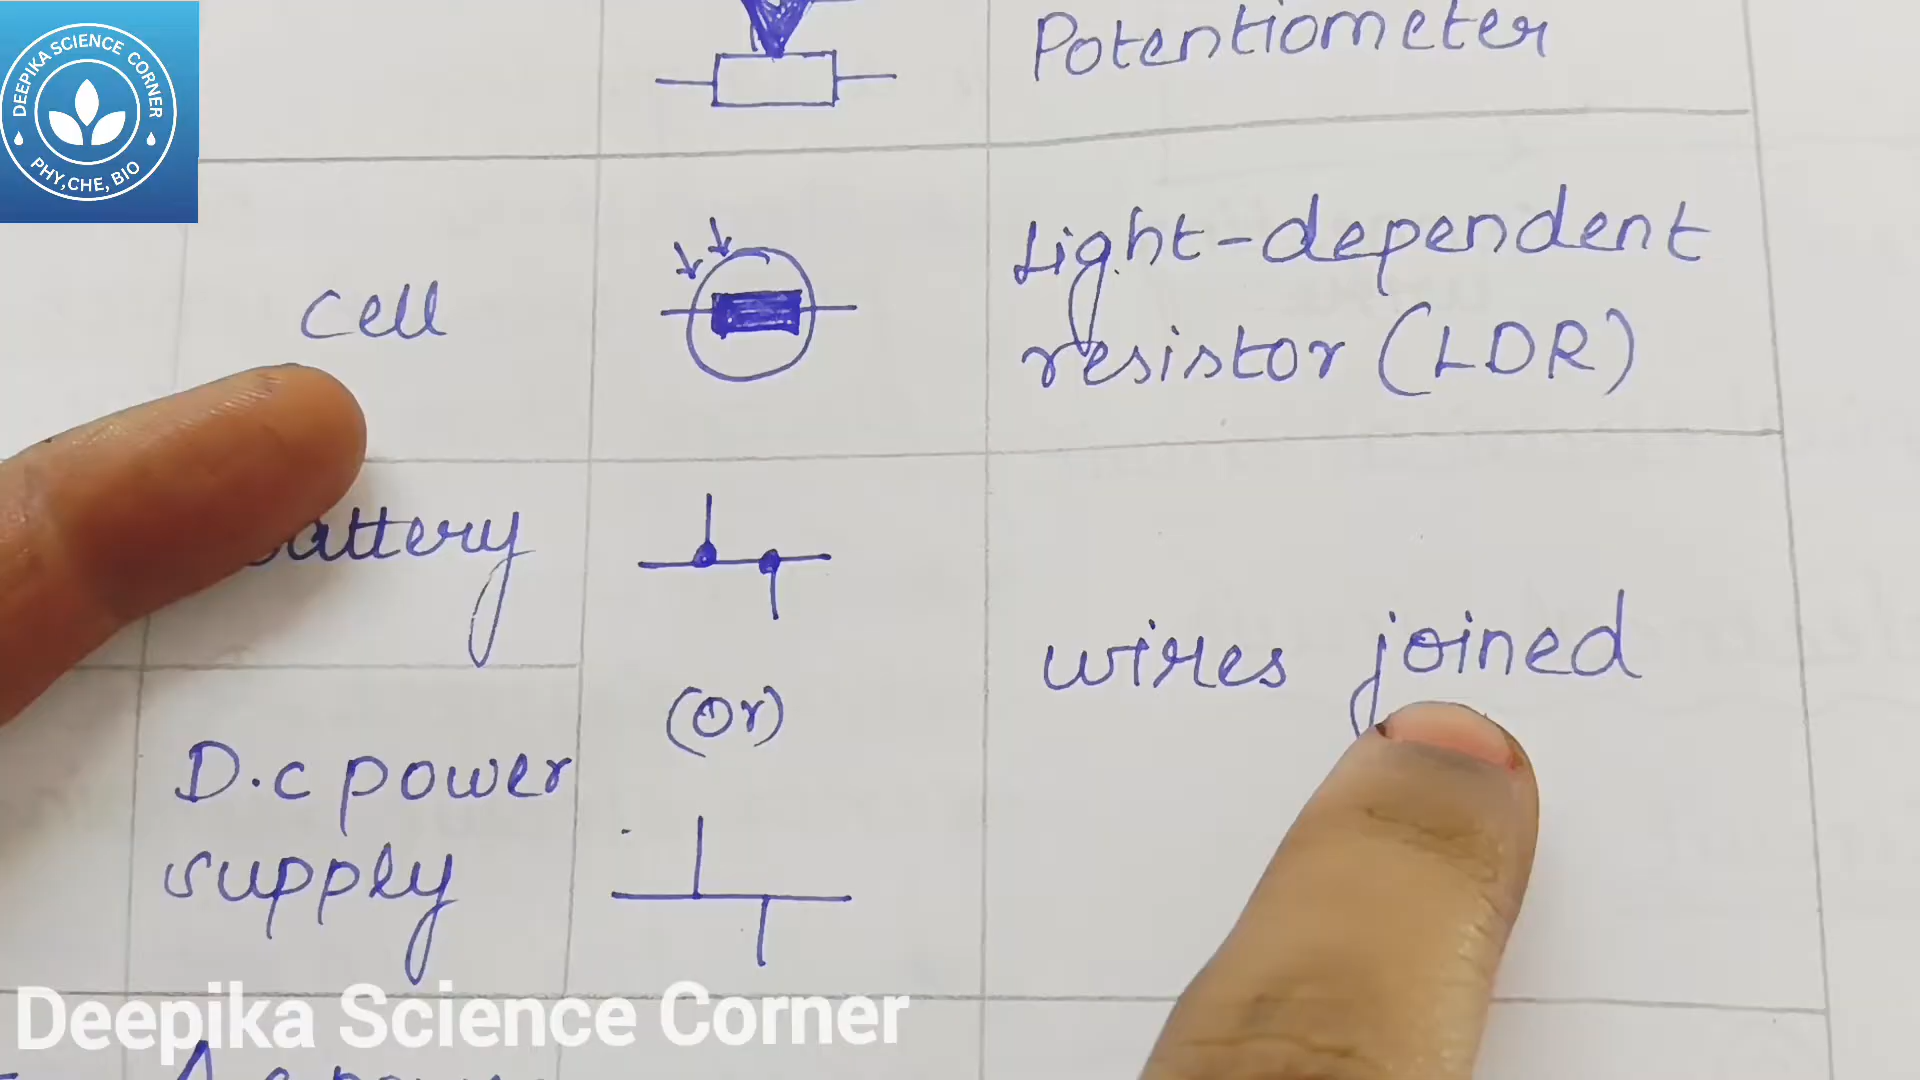 DEEPIKA SCIENCE CORNER
PHY,CHE, BIO
Potentiometer
Cell
Light-dependent
resistor (LDR)
Battery
wires joined
(or)
D.c power
supply
Deepika Science Corner